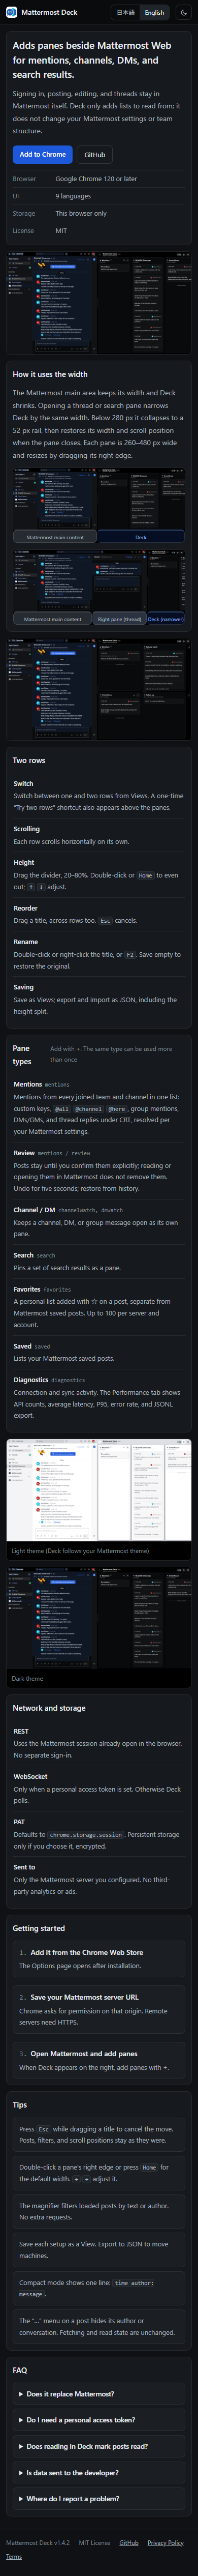 Mattermost Deck
日本語
English
Adds panes beside Mattermost Web
for mentions, channels, DMs, and
search results.
Signing in, posting, editing, and threads stay in
Mattermost itself. Deck only adds lists to read from; it
does not change your Mattermost settings or team
structure.
Add to Chrome
GitHub
Browser Google Chrome 120 or later
UI 9 languages
Storage This browser only
License MIT
How it uses the width
The Mattermost main area keeps its width and Deck
shrinks. Opening a thread or search pane narrows
Deck by the same width. Below 280 px it collapses to a
52 px rail, then restores its width and scroll position
when the pane closes. Each pane is 260–480 px wide
and resizes by dragging its right edge.
Mattermost main content
Deck
Mattermost main content
Right pane (thread)
Deck (narrower)
Two rows
Switch
Switch between one and two rows from Views. A one-time
"Try two rows" shortcut also appears above the panes.
Scrolling
Each row scrolls horizontally on its own.
Height
Drag the divider, 20–80%. Double-click or Home to even
out; ↑ ↓ adjust.
Reorder
Drag a title, across rows too. Esc cancels.
Rename
Double-click or right-click the title, or F2. Save empty to
restore the original.
Saving
Save as Views; export and import as JSON, including the
height split.
Pane
types
Add with +. The same type can be used more
than once
Mentions mentions
Mentions from every joined team and channel in one list:
custom keys, @all @channel @here, group mentions,
DMs/GMs, and thread replies under CRT, resolved per
your Mattermost settings.
Review mentions / review
Posts stay until you confirm them explicitly; reading or
opening them in Mattermost does not remove them.
Undo for five seconds; restore from history.
Channel / DM channelwatch, dmwatch
Keeps a channel, DM, or group message open as its own
pane.
Search search
Pins a set of search results as a pane.
Favorites favorites
A personal list added with ☆ on a post, separate from
Mattermost saved posts. Up to 100 per server and
account.
Saved saved
Lists your Mattermost saved posts.
Diagnostics diagnostics
Connection and sync activity. The Performance tab shows
API counts, average latency, P95, error rate, and JSONL
export.
Light theme (Deck follows your Mattermost theme)
Dark theme
Network and storage
REST
Uses the Mattermost session already open in the browser.
No separate sign-in.
WebSocket
Only when a personal access token is set. Otherwise Deck
polls.
PAT
Defaults to chrome.storage.session. Persistent storage
only if you choose it, encrypted.
Sent to
Only the Mattermost server you configured. No third-
party analytics or ads.
Getting started
1. Add it from the Chrome Web Store
The Options page opens after installation.
2. Save your Mattermost server URL
Chrome asks for permission on that origin. Remote
servers need HTTPS.
3. Open Mattermost and add panes
When Deck appears on the right, add panes with +.
Tips
Press Esc while dragging a title to cancel the move.
Posts, filters, and scroll positions stay as they were.
Double-click a pane's right edge or press Home for
the default width. ← → adjust it.
The magnifier filters loaded posts by text or author.
No extra requests.
Save each setup as a View. Export to JSON to move
machines.
Compact mode shows one line: time author:
message.
The "…" menu on a post hides its author or
conversation. Fetching and read state are unchanged.
FAQ
▶ Does it replace Mattermost?
▶ Do I need a personal access token?
▶ Does reading in Deck mark posts read?
▶ Is data sent to the developer?
▶ Where do I report a problem?
Mattermost Deck v1.4.2 MIT License GitHub Privacy Policy
Terms